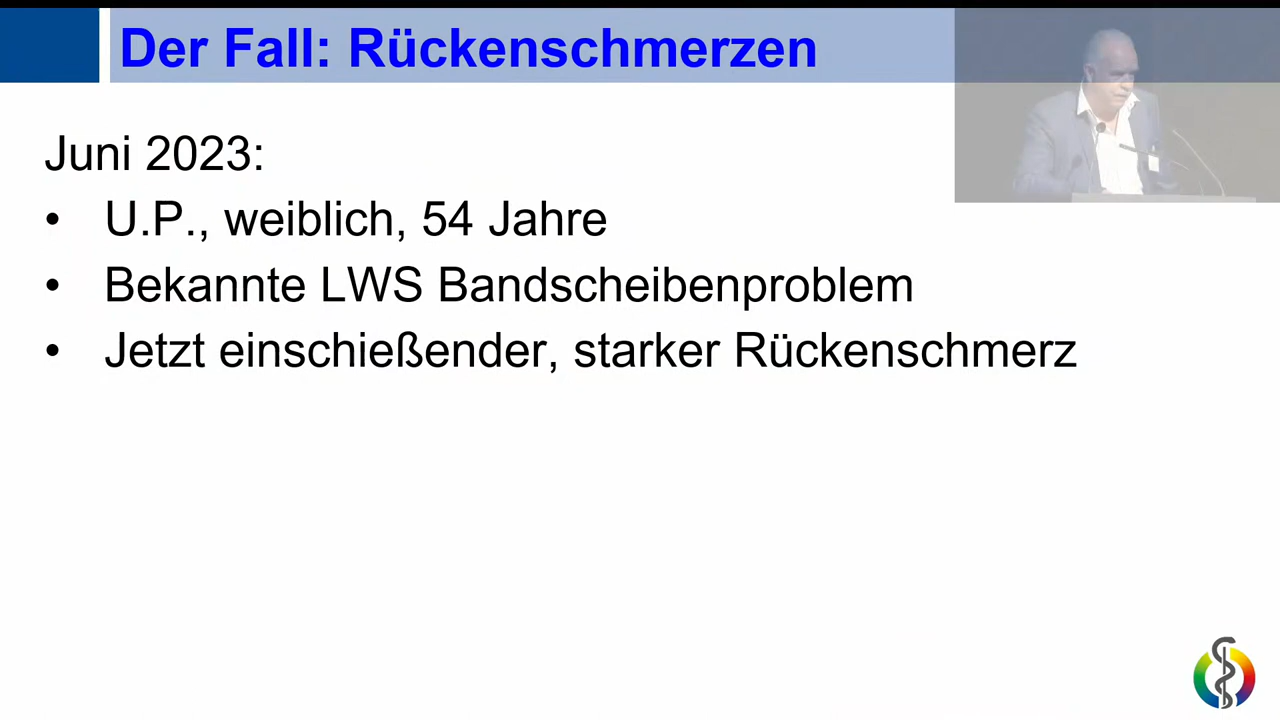 Der Fall: Rückenschmerzen
Juni 2023:
• U.P., weiblich, 54 Jahre
• Bekannte LWS Bandscheibenproblem
• Jetzt einschießender, starker Rückenschmerz